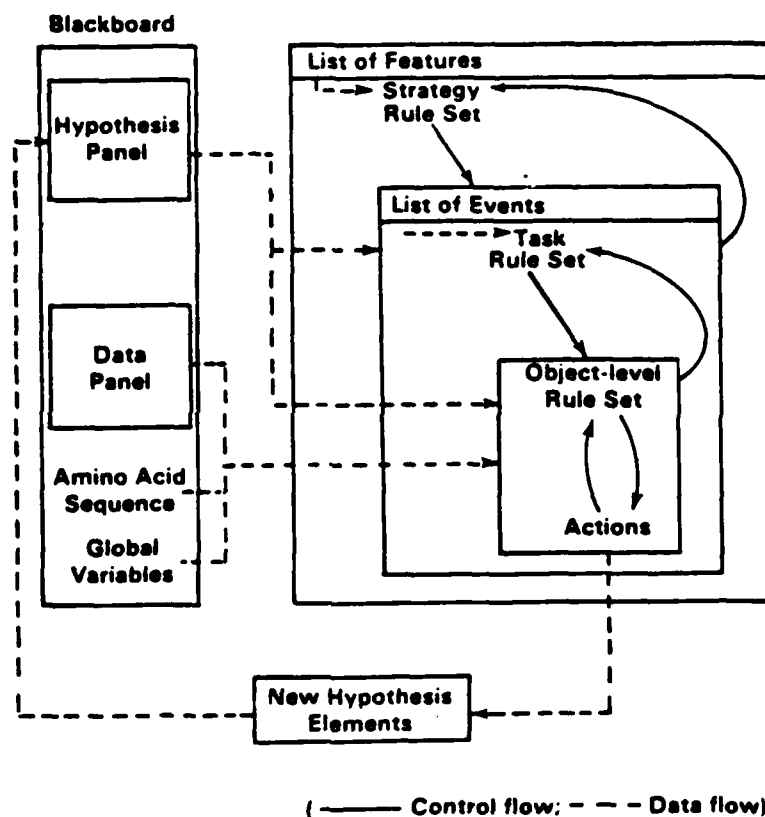 Blackboard
Hypothesis
Panel
Data
Panel
Amino Acid
Sequence
Global
Variables
List of Features
Strategy
Rule Set
List of Events
Task
Rule Set
Object-level
Rule Set
Actions
New Hypothesis
Elements
( —— Control flow; - - - Data flow)